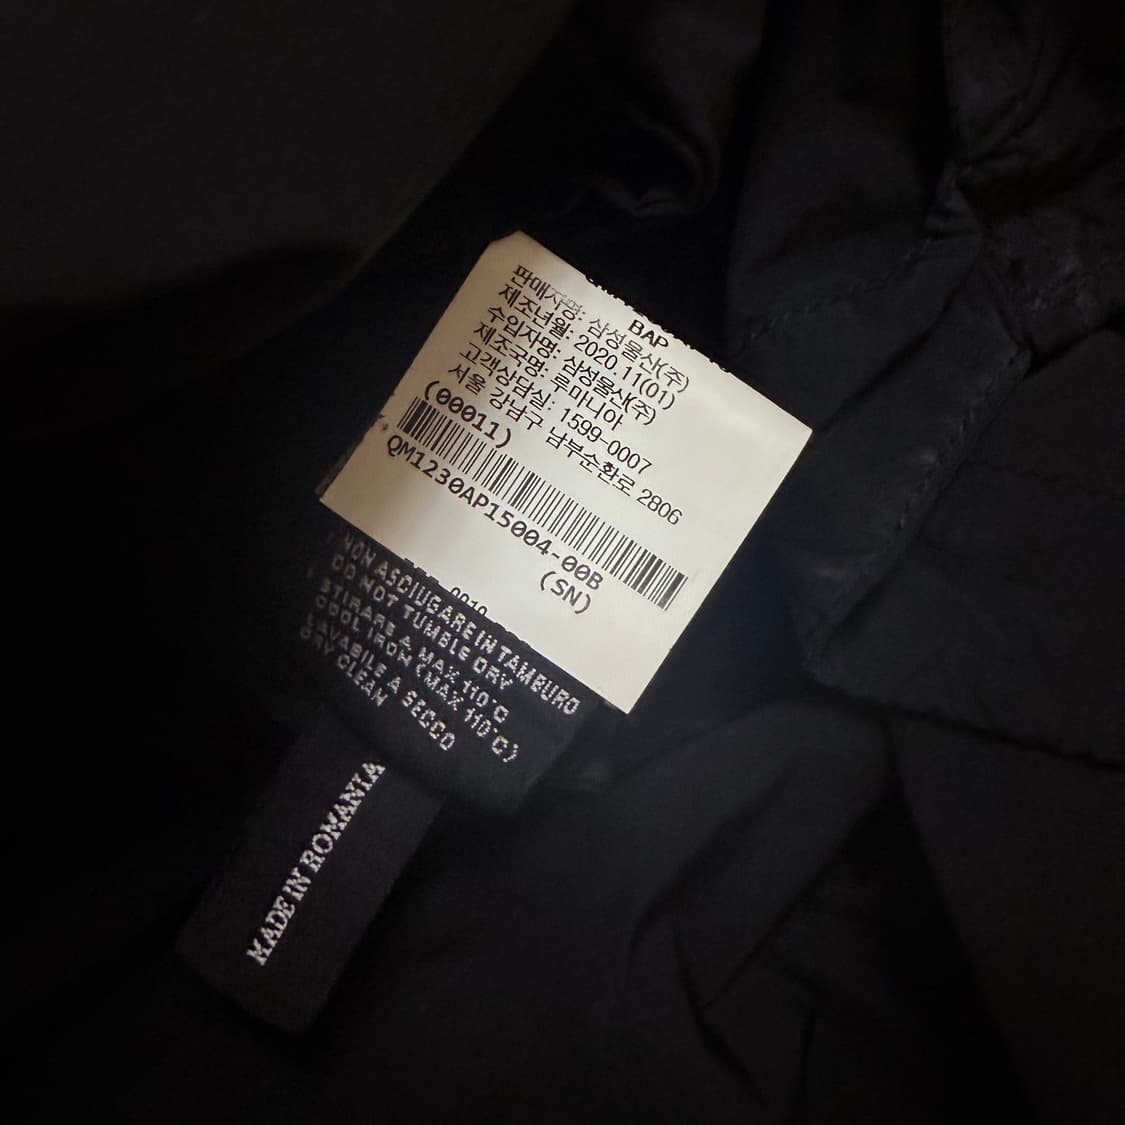 BAP
판매자명: 삼성물산(주)
제조년월: 2020.11(01)
수입자명: 삼성물산(주)
제조국명: 루마니아
고객상담실: 1599-0007
서울 강남구 남부순환로 2806
(00011)
QM1230AP15004-00B
(SN)
NON ASCIUGARE IN TAMBURO
DO NOT TUMBLE DRY
STIRARE A MAX 110°C
COOL IRON (MAX 110°C)
LAVABILE A SECCO
DRY CLEAN
MADE IN ROMANIA